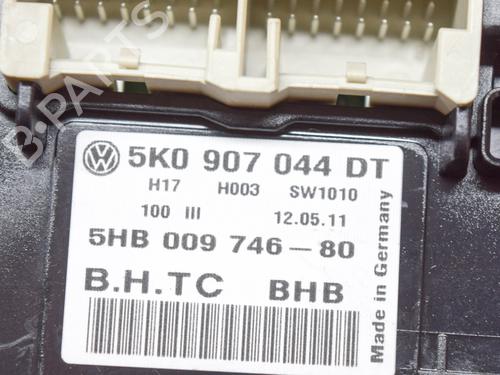 B-PARTS
5K0 907 044 DT
H17 H003 SW1010
100 III 12.05.11
5HB 009 746-80
B.H.TC BHB
Made in Germany